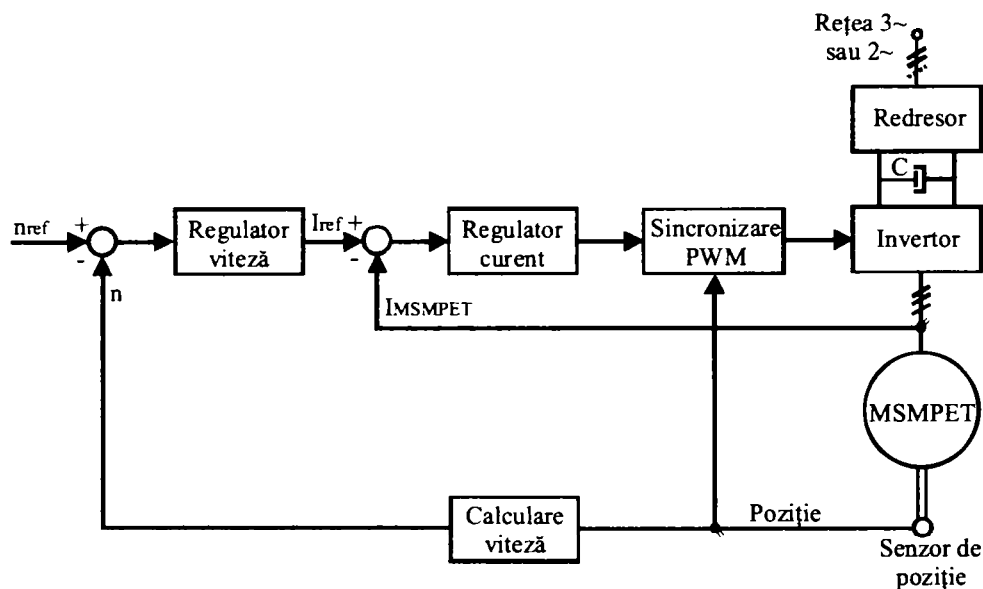 Rețea 3~
sau 2~
Redresor
C
nref
+
-
Regulator
viteză
Iref
+
-
Regulator
curent
Sincronizare
PWM
Invertor
n
IMSMPET
MSMPET
Calculare
viteză
Poziție
Senzor de
poziție